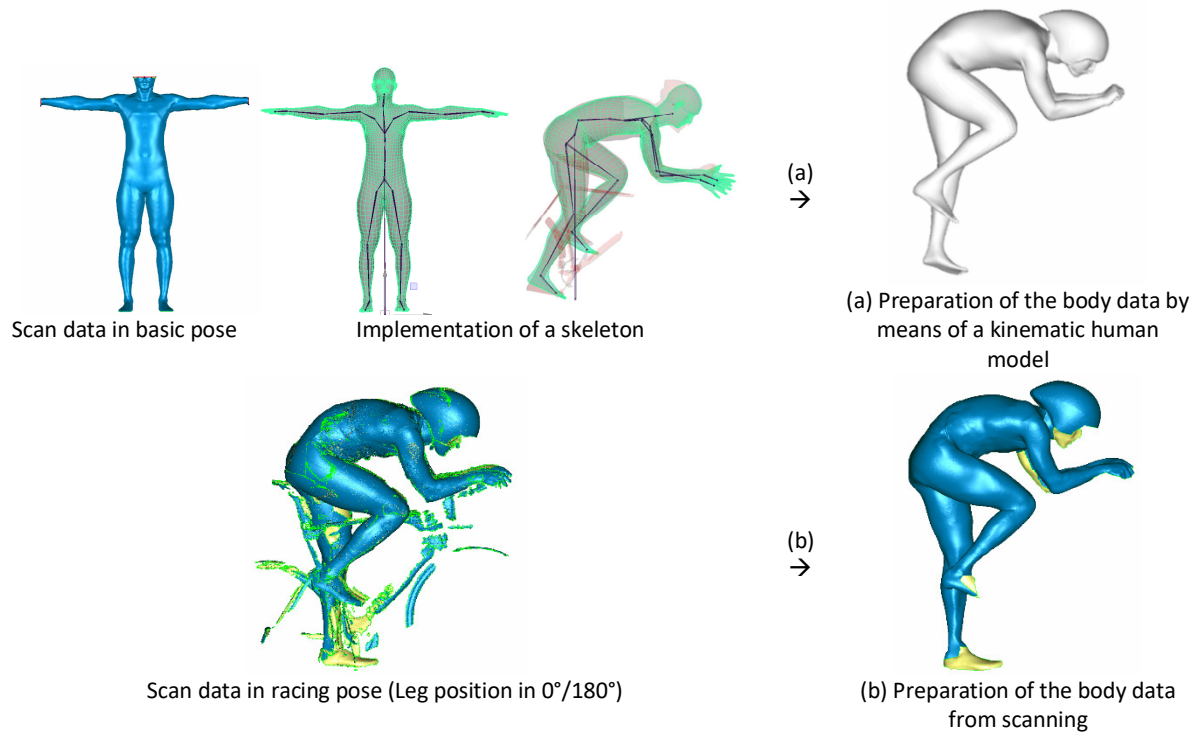 (a)
→
Scan data in basic pose
Implementation of a skeleton
(a) Preparation of the body data by
means of a kinematic human
model
(b)
→
Scan data in racing pose (Leg position in 0°/180°)
(b) Preparation of the body data
from scanning